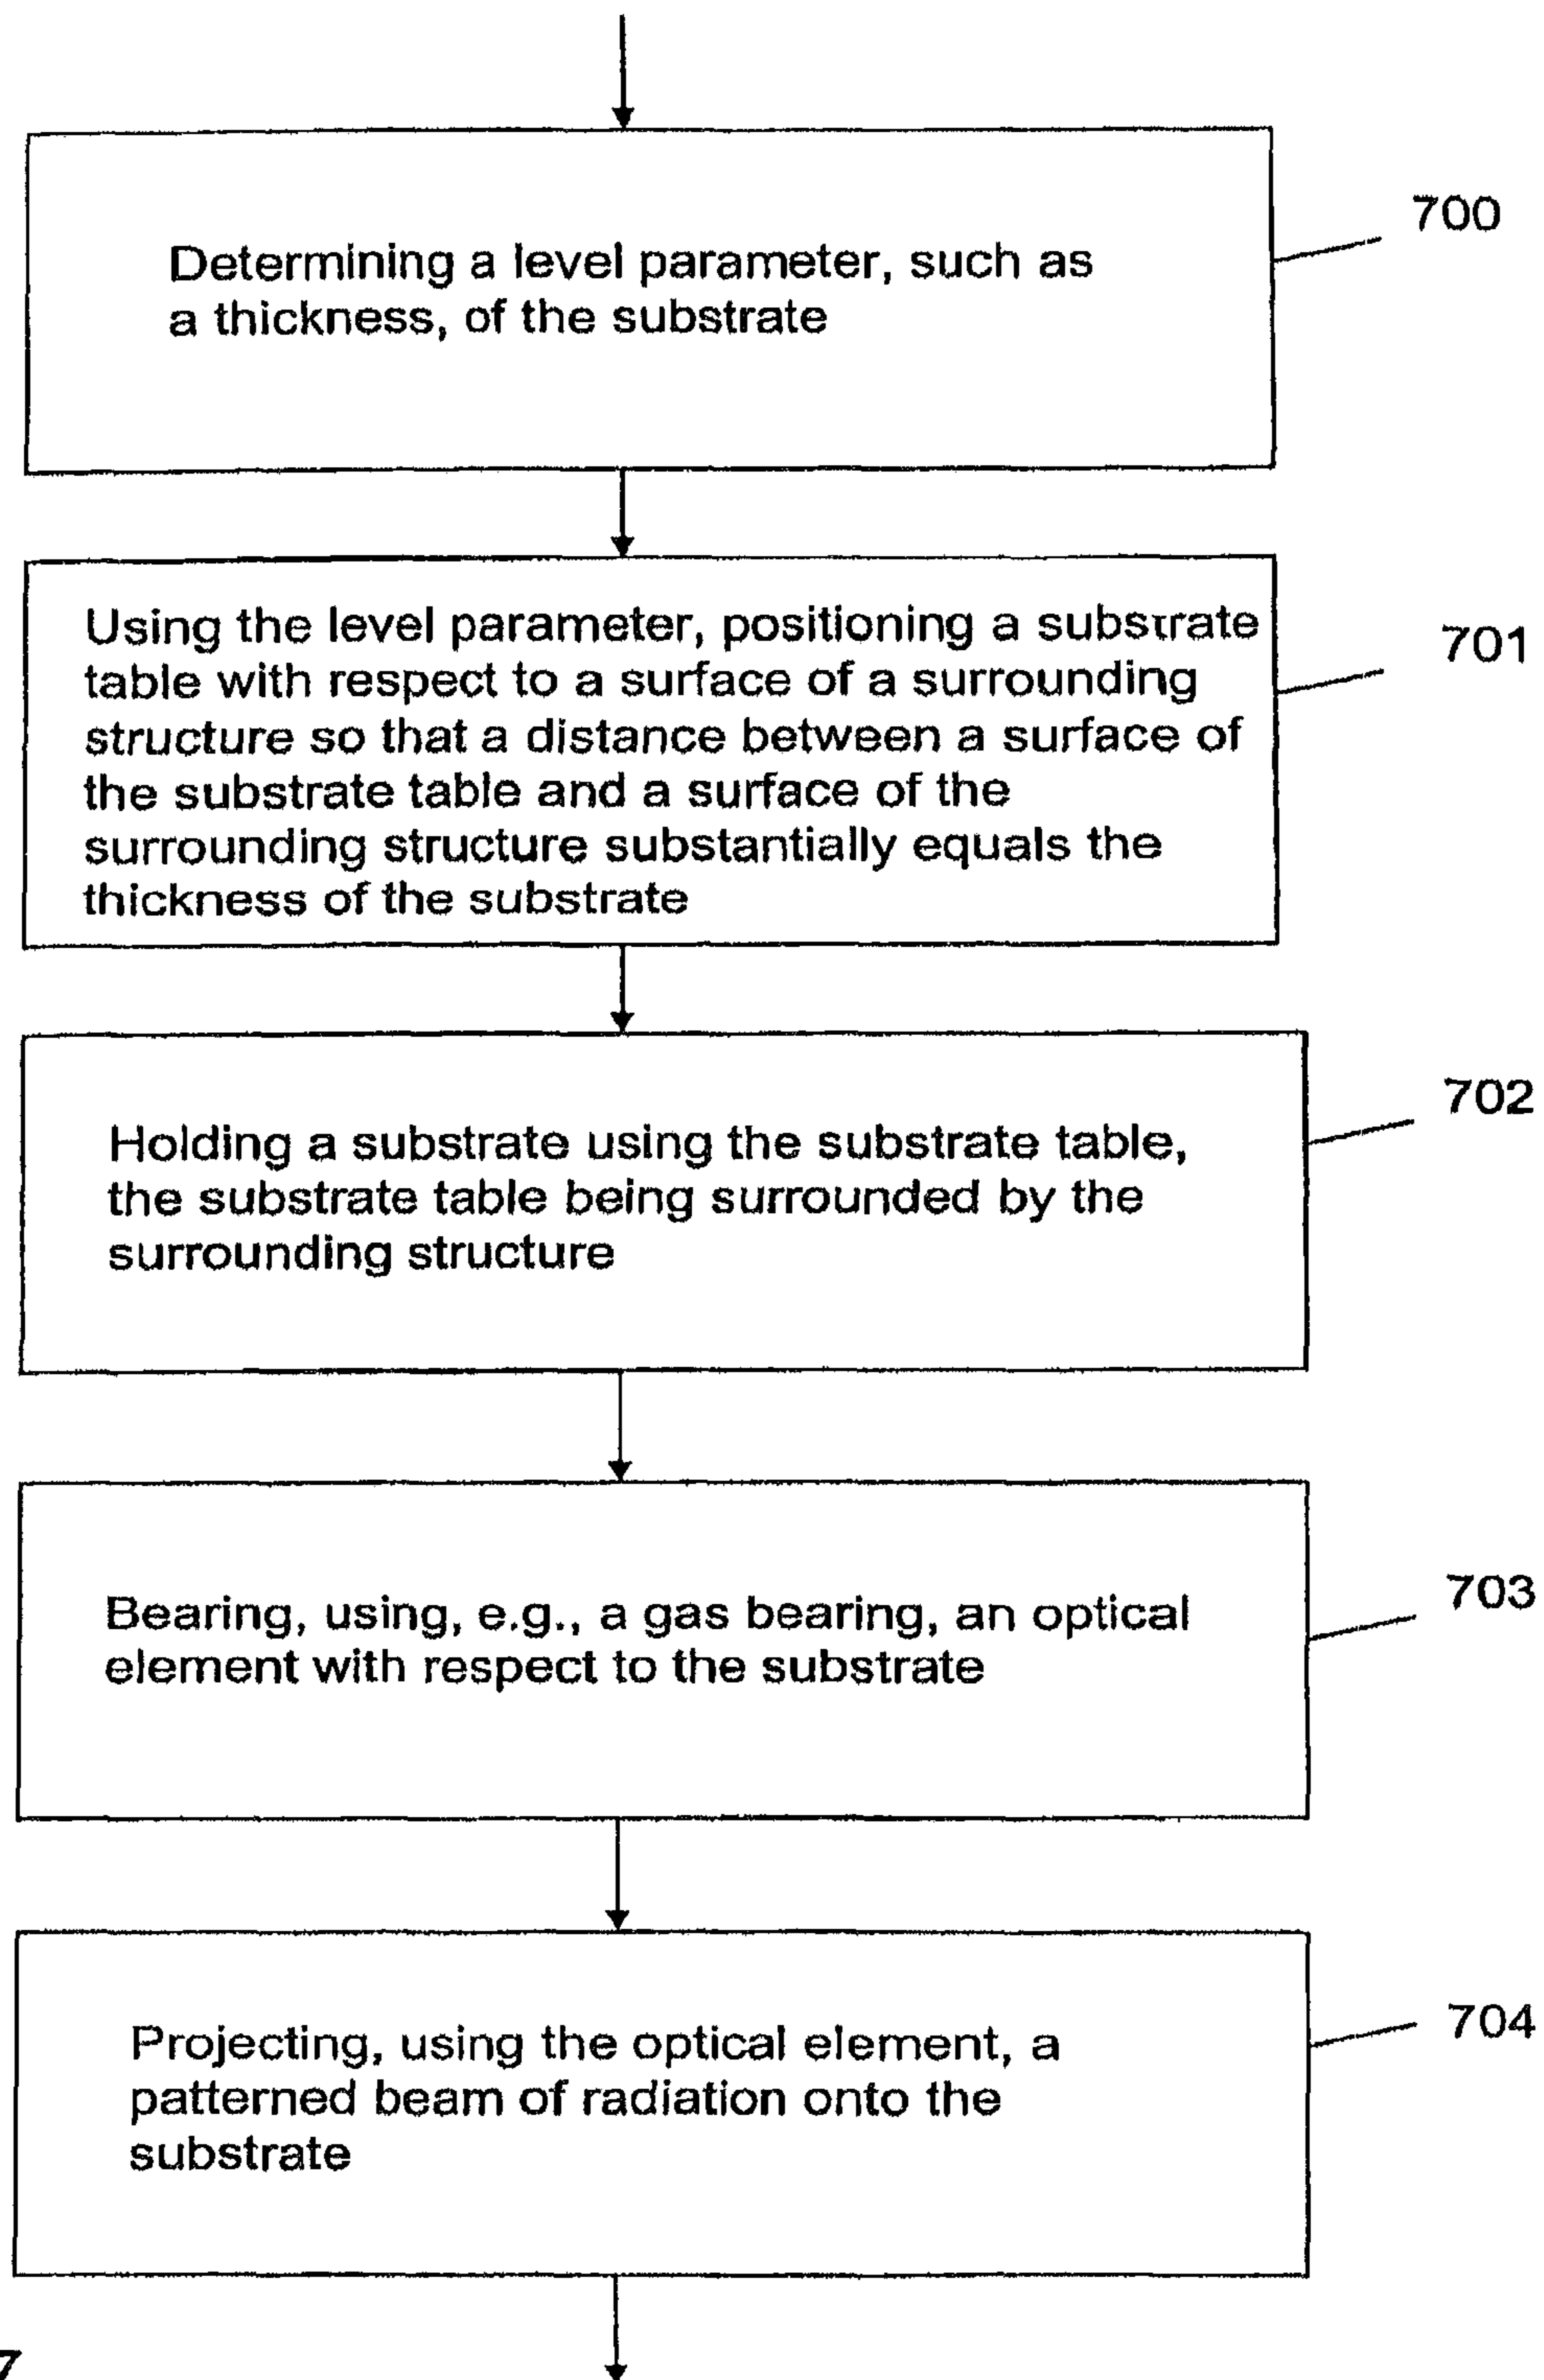 700
Determining a level parameter, such as
a thickness, of the substrate
701
Using the level parameter, positioning a substrate
table with respect to a surface of a surrounding
structure so that a distance between a surface of
the substrate table and a surface of the
surrounding structure substantially equals the
thickness of the substrate
702
Holding a substrate using the substrate table,
the substrate table being surrounded by the
surrounding structure
703
Bearing, using, e.g., a gas bearing, an optical
element with respect to the substrate
704
Projecting, using the optical element, a
patterned beam of radiation onto the
substrate
7